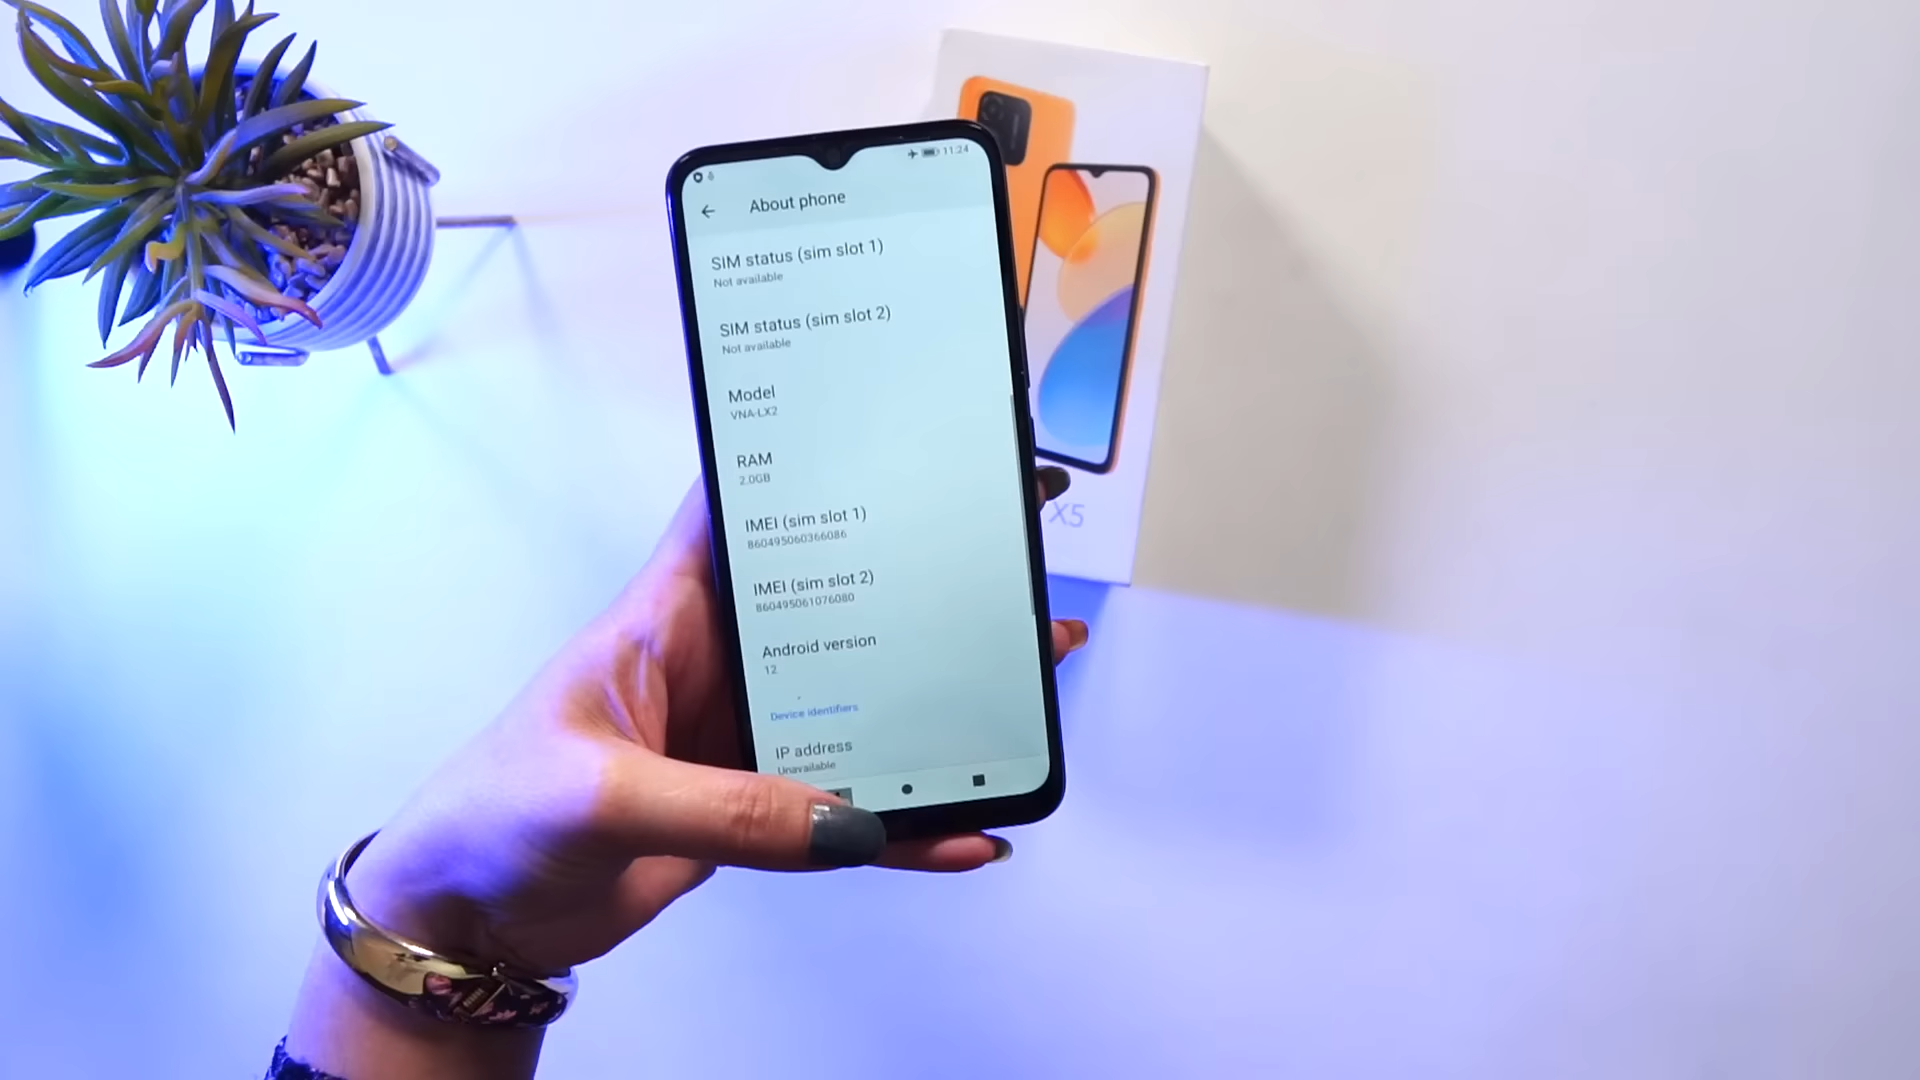 11:24
About phone
SIM status (sim slot 1)
Not available
SIM status (sim slot 2)
Not available
Model
VNA-LX2
RAM
2.0GB
IMEI (sim slot 1)
860495060366086
IMEI (sim slot 2)
860495061076080
Android version
12
Device identifiers
IP address
Unavailable
X5